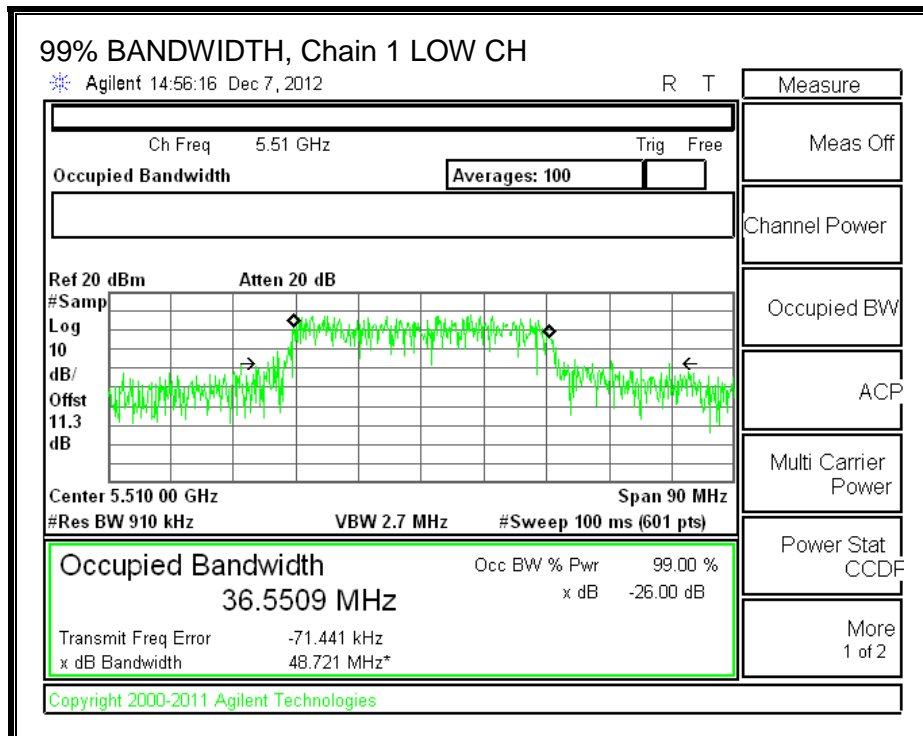 99% BANDWIDTH, Chain 1 LOW CH
Agilent 14:56:16 Dec 7, 2012 R T
Measure
Ch Freq 5.51 GHz Trig Free
Meas Off
Occupied Bandwidth Averages: 100
Channel Power
Ref 20 dBm Atten 20 dB
#Samp
Log
10
dB/
Offst
11.3
dB
Occupied BW
ACP
Multi Carrier
Power
Center 5.510 00 GHz Span 90 MHz
#Res BW 910 kHz VBW 2.7 MHz #Sweep 100 ms (601 pts)
Power Stat
CCDF
Occupied Bandwidth Occ BW % Pwr 99.00 %
36.5509 MHz x dB -26.00 dB
Transmit Freq Error -71.441 kHz
x dB Bandwidth 48.721 MHz*
More
1 of 2
Copyright 2000-2011 Agilent Technologies